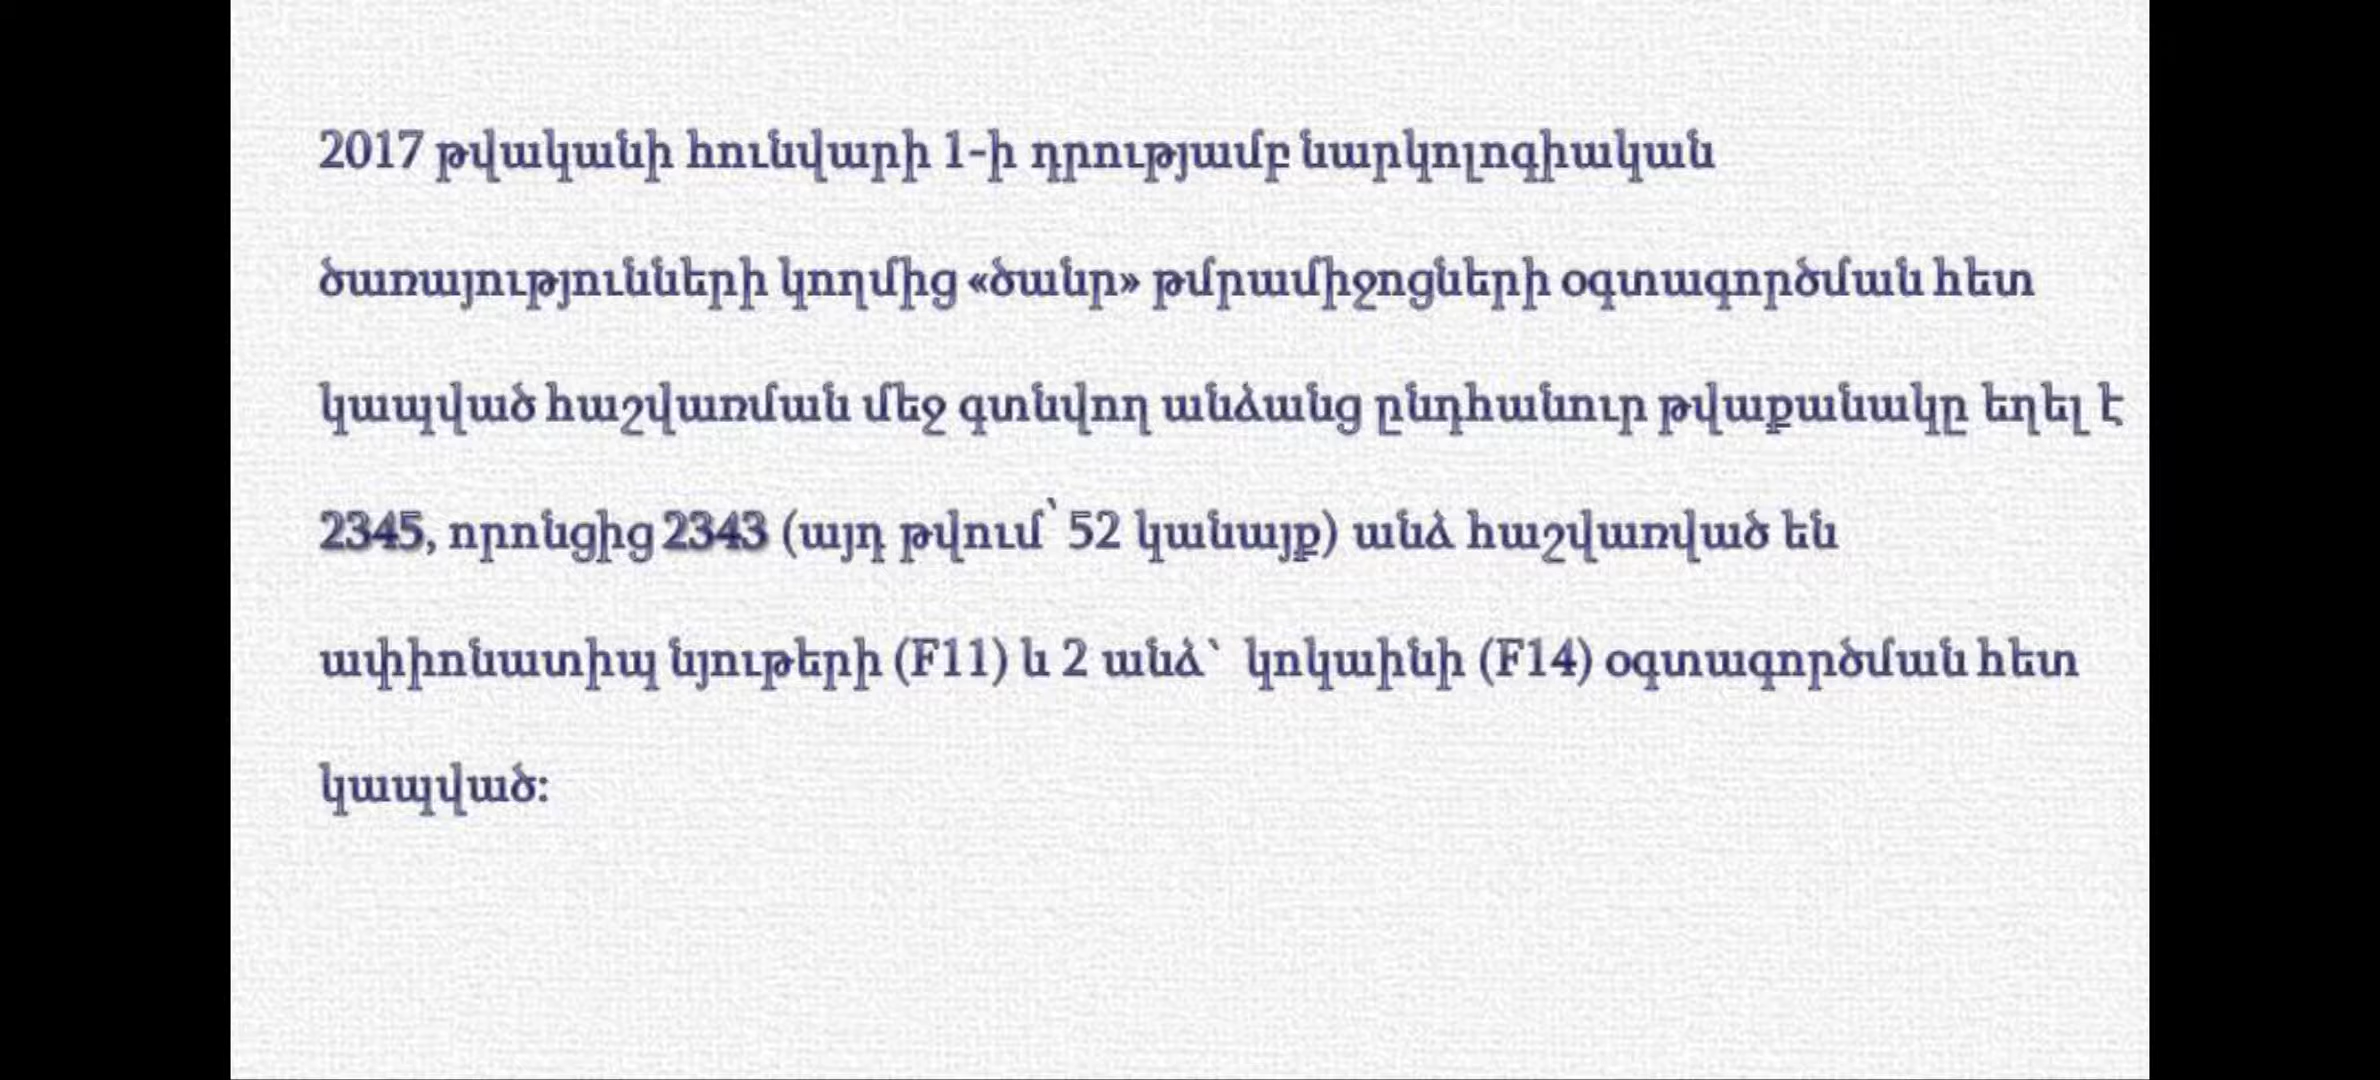 2017 թվականի հունվարի 1-ի դրությամբ նարկոլոգիական
ծառայությունների կողմից «ծանր» թմրամիջոցների օգտագործման հետ
կապված հաշվառման մեջ գտնվող անձանց ընդհանուր թվաքանակը եղել է
2345, որոնցից 2343 (այդ թվում՝ 52 կանայք) անձ հաշվառված են
ափիոնատիպ նյութերի (F11) և 2 անձ` կոկաինի (F14) օգտագործման հետ
կապված: